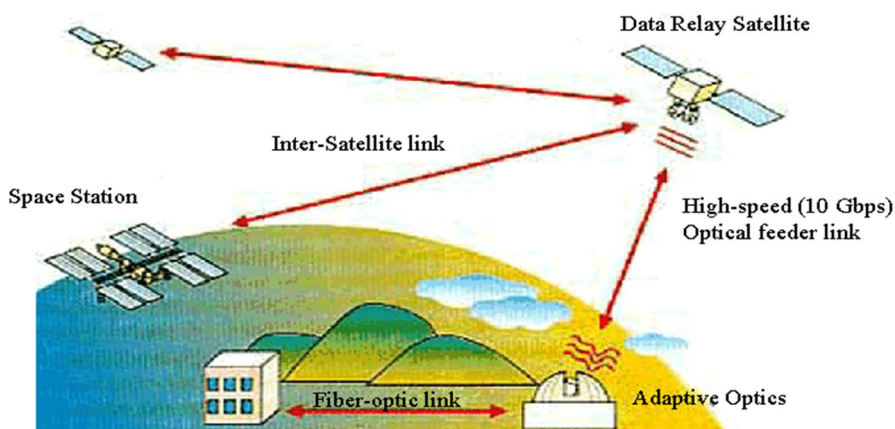 Data Relay Satellite
Inter-Satellite link
Space Station
High-speed (10 Gbps)
Optical feeder link
Fiber-optic link
Adaptive Optics